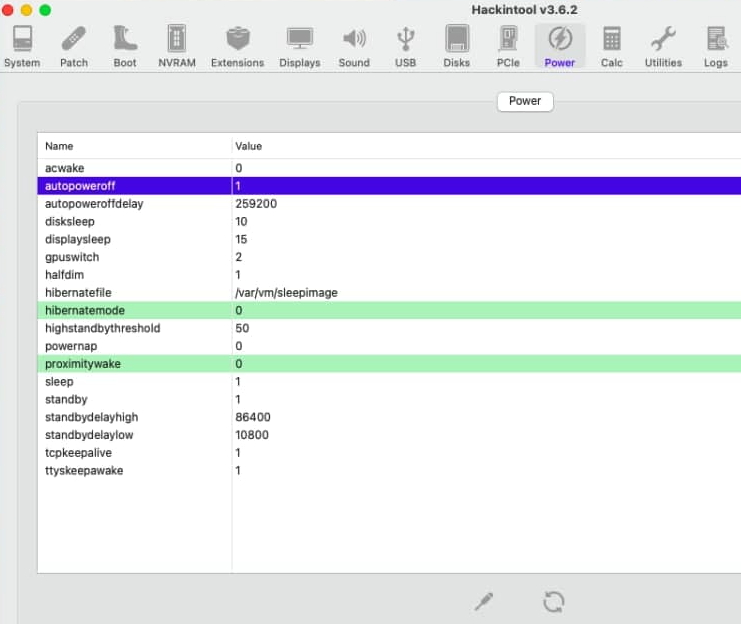 Hackintool v3.6.2
System Patch Boot NVRAM Extensions Displays Sound USB Disks PCIe Power Calc Utilities Logs
Power
Name Value
acwake 0
autopoweroff 1
autopoweroffdelay 259200
disksleep 10
displaysleep 15
gpuswitch 2
halfdim 1
hibernatefile /var/vm/sleepimage
hibernatemode 0
highstandbythreshold 50
powernap 0
proximitywake 0
sleep 1
standby 1
standbydelayhigh 86400
standbydelaylow 10800
tcpkeepalive 1
ttyskeepawake 1